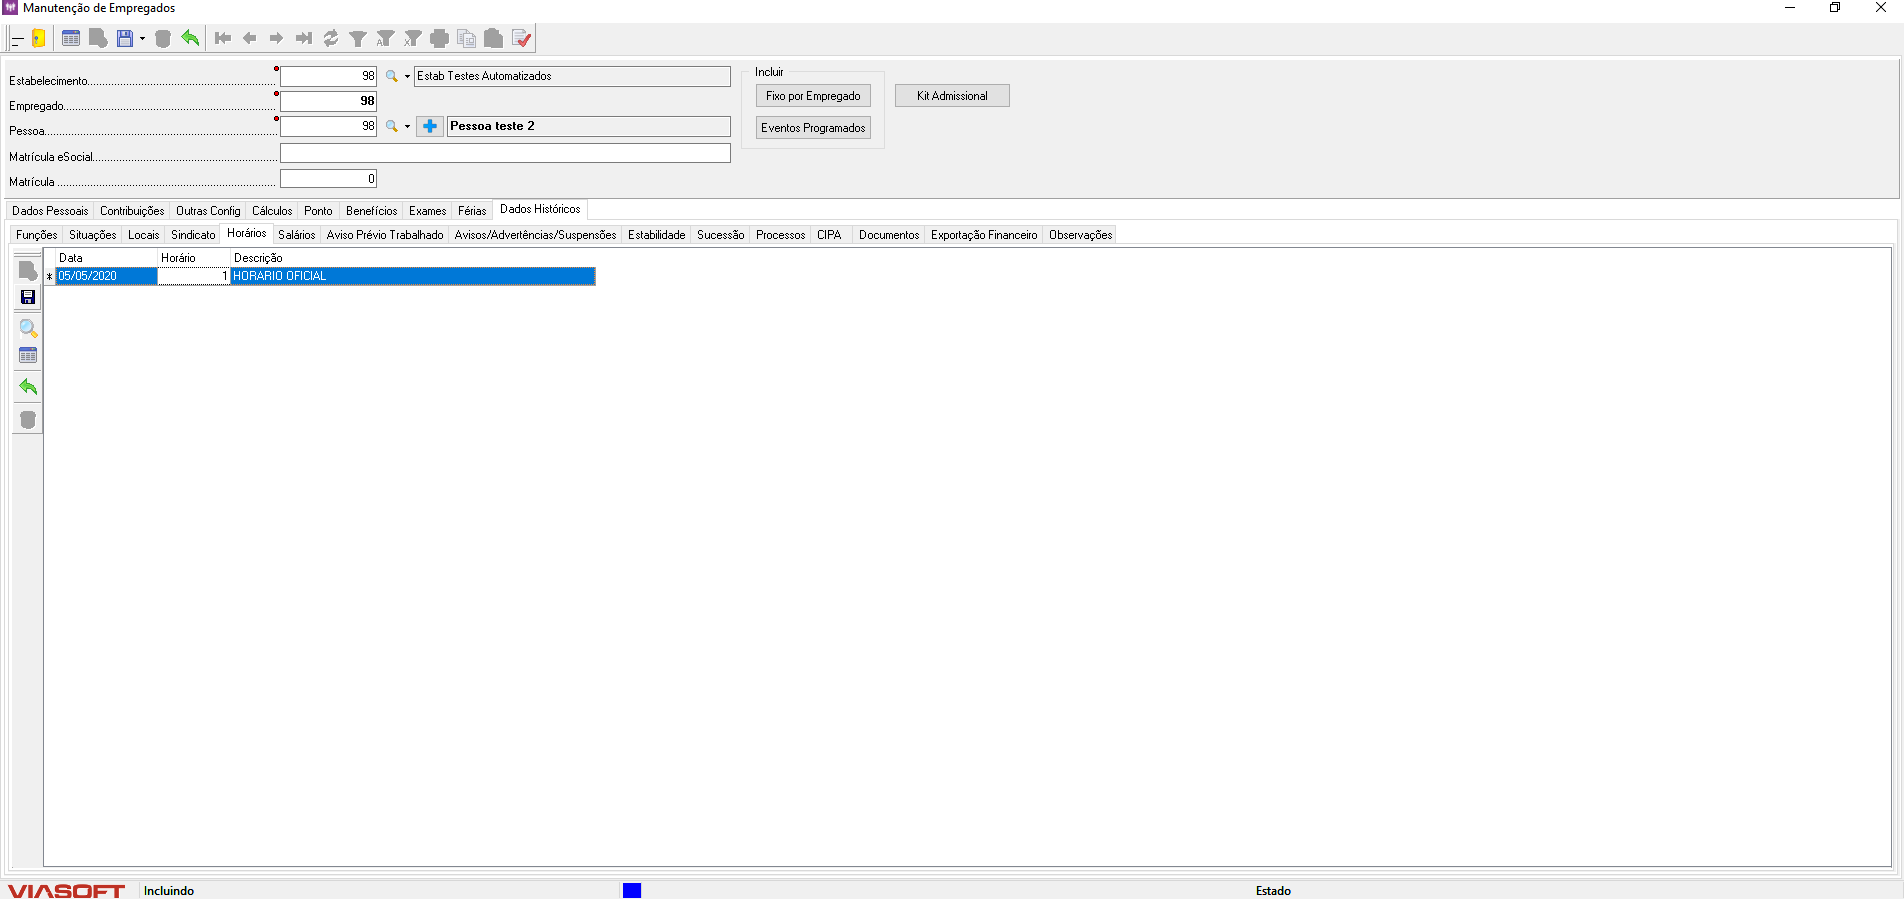 Manutenção de Empregados
Estabelecimento 98 Estab Testes Automatizados
Empregado 98
Pessoa 98 Pessoa teste 2
Matrícula eSocial
Matrícula 0
Incluir
Fixo por Empregado
Kit Admissional
Eventos Programados
Dados Pessoais Contribuições Outras Config Cálculos Ponto Benefícios Exames Férias Dados Históricos
Funções Situações Locais Sindicato Horários Salários Aviso Prévio Trabalhado Avisos/Advertências/Suspensões Estabilidade Sucessão Processos CIPA Documentos Exportação Financeiro Observações
Data Horário Descrição
05/05/2020 1 HORARIO OFICIAL
VIASOFT Incluindo Estado